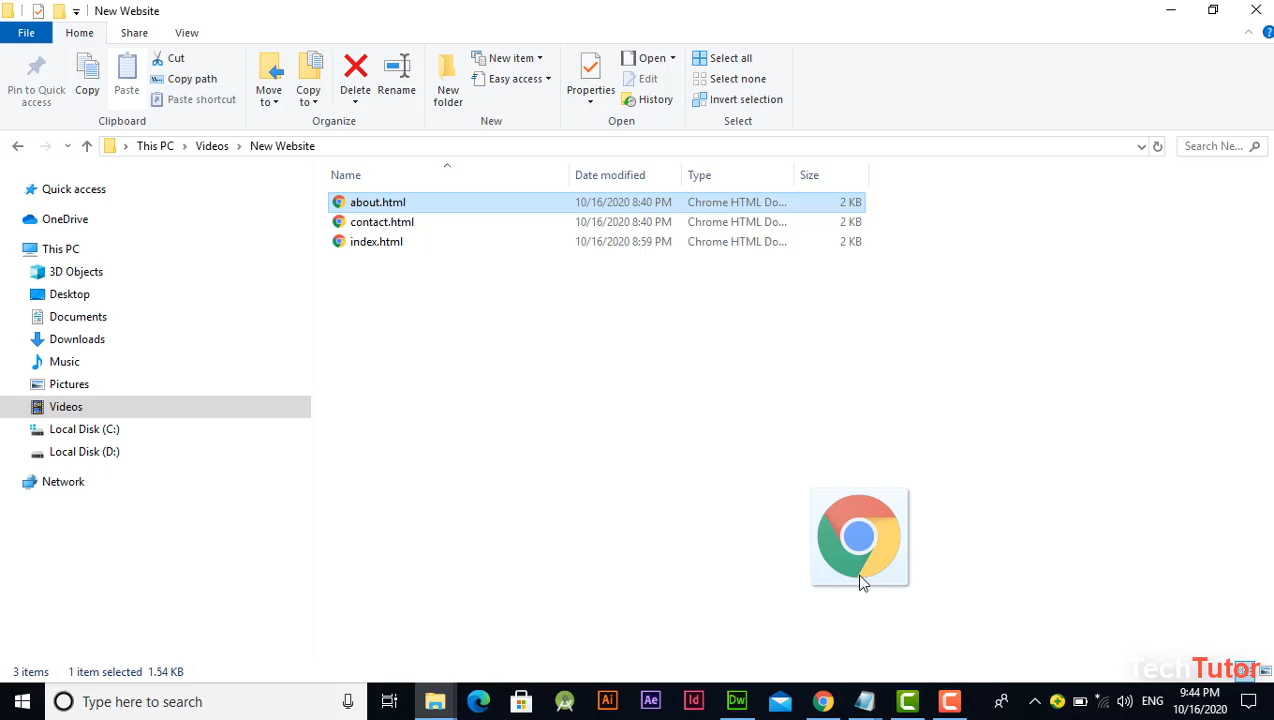 New Website
File Home Share View
Pin to Quick access
Copy
Paste
Cut
Copy path
Paste shortcut
Clipboard
Move to
Copy to
Delete
Rename
Organize
New folder
New item
Easy access
New
Properties
Open
Edit
History
Open
Select all
Select none
Invert selection
Select
This PC Videos New Website
Search Ne...
Name Date modified Type Size
about.html 10/16/2020 8:40 PM Chrome HTML Do... 2 KB
contact.html 10/16/2020 8:40 PM Chrome HTML Do... 2 KB
index.html 10/16/2020 8:59 PM Chrome HTML Do... 2 KB
Quick access
OneDrive
This PC
3D Objects
Desktop
Documents
Downloads
Music
Pictures
Videos
Local Disk (C:)
Local Disk (D:)
Network
3 items 1 item selected 1.54 KB
TechTutor
Type here to search
Ai
Ae
Id
Dw
ENG
9:44 PM
10/16/2020